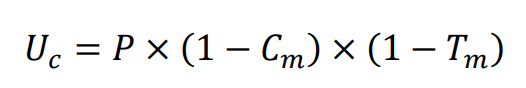 U_c = P × (1 − C_m) × (1 − T_m)